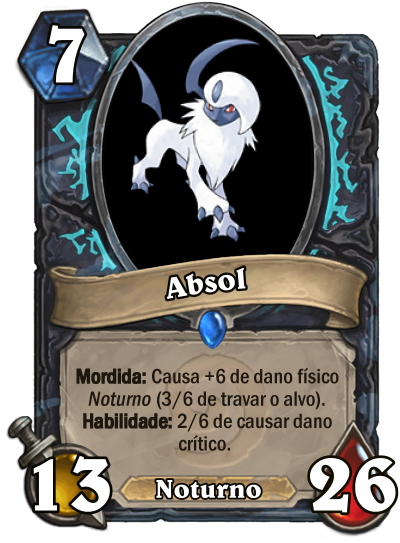 7
Absol
Mordida: Causa +6 de dano físico
Noturno (3/6 de travar o alvo).
Habilidade: 2/6 de causar dano
crítico.
13
Noturno
26